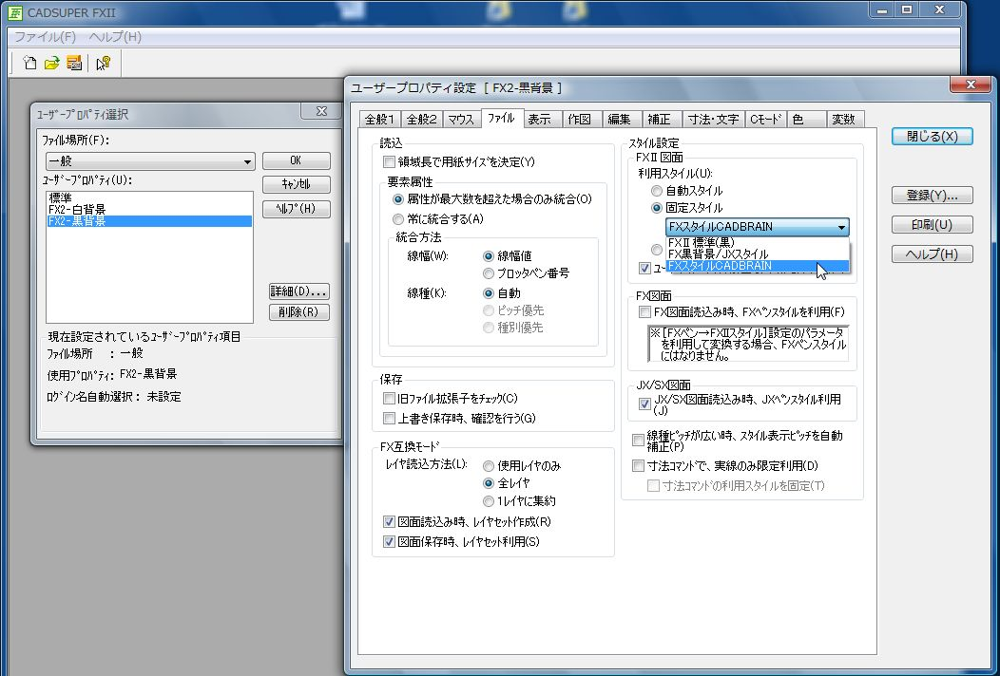 CADSUPER FXII
ファイル(F) ヘルプ(H)
ﾕｰｻﾞｰﾌﾟﾛﾊﾟﾃｨ選択
ﾌｧｲﾙ場所(F):
一般
OK
ｷｬﾝｾﾙ
ﾍﾙﾌﾟ(H)
ﾕｰｻﾞｰﾌﾟﾛﾊﾟﾃｨ(U):
標準
FX2-白背景
FX2-黒背景
詳細(D)...
削除(R)
現在設定されているﾕｰｻﾞｰﾌﾟﾛﾊﾟﾃｨ項目
ﾌｧｲﾙ場所 : 一般
使用ﾌﾟﾛﾊﾟﾃｨ: FX2-黒背景
ﾛｸﾞｲﾝ名自動選択: 未設定
ユーザープロパティ設定 [ FX2-黒背景 ]
全般1 全般2 マウス ファイル 表示 作図 編集 補正 寸法・文字 Cモード 色 変数
読込
領域長で用紙サイズを決定(Y)
要素属性
属性が最大数を超えた場合のみ統合(O)
常に統合する(A)
統合方法
線幅(W): 線幅値
プロッタペン番号
線種(K): 自動
ピッチ優先
種別優先
保存
旧ファイル拡張子をチェック(C)
上書き保存時、確認を行う(G)
FX互換モード
レイヤ読込方法(L): 使用レイヤのみ
全レイヤ
1レイヤに集約
図面読込み時、レイヤセット作成(R)
図面保存時、レイヤセット利用(S)
スタイル設定
FXⅡ図面
利用スタイル(U):
自動スタイル
固定スタイル
FXスタイルCADBRAIN
FXⅡ標準(黒)
FX黒背景/JXスタイル
FXスタイルCADBRAIN
ユー
FX図面
FX図面読込み時、FXペンスタイルを利用(F)
※[FXペン→FXⅡスタイル]設定のパラメータ
を利用して変換する場合、FXペンスタイル
にはなりません。
JX/SX図面
JX/SX図面読込み時、JXペンスタイル利用
(J)
線種ピッチが広い時、スタイル表示ピッチを自動
補正(P)
寸法コマンドで、実線のみ限定利用(D)
寸法コマンドの利用スタイルを固定(T)
閉じる(X)
登録(Y)...
印刷(U)
ヘルプ(H)